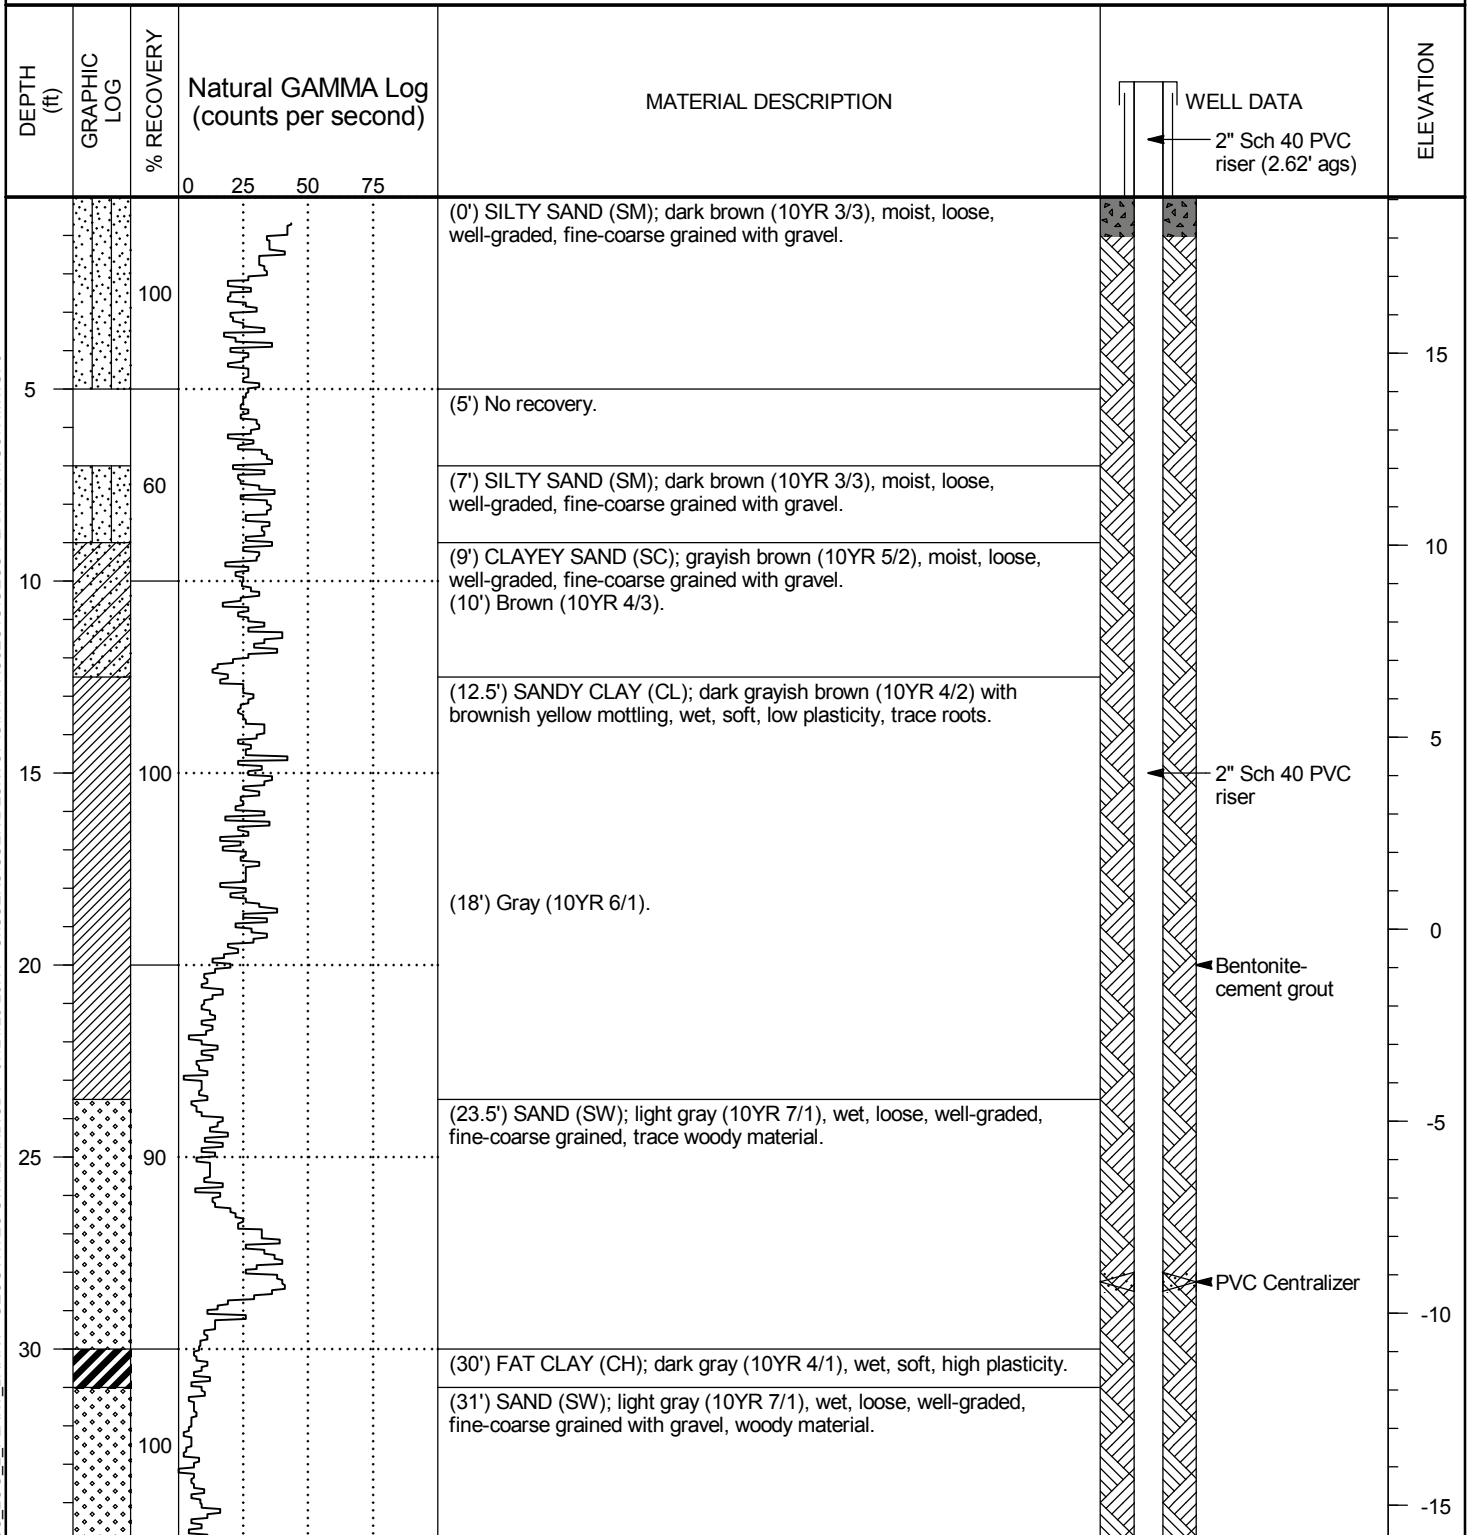 DEPTH
(ft)
GRAPHIC
LOG
% RECOVERY
Natural GAMMA Log
(counts per second)
0 25 50 75
MATERIAL DESCRIPTION
WELL DATA
2" Sch 40 PVC
riser (2.62' ags)
ELEVATION
(0') SILTY SAND (SM); dark brown (10YR 3/3), moist, loose,
well-graded, fine-coarse grained with gravel.
100
15
5
(5') No recovery.
(7') SILTY SAND (SM); dark brown (10YR 3/3), moist, loose,
well-graded, fine-coarse grained with gravel.
60
10
(9') CLAYEY SAND (SC); grayish brown (10YR 5/2), moist, loose,
well-graded, fine-coarse grained with gravel.
10
(10') Brown (10YR 4/3).
(12.5') SANDY CLAY (CL); dark grayish brown (10YR 4/2) with
brownish yellow mottling, wet, soft, low plasticity, trace roots.
5
15
100
2" Sch 40 PVC
riser
(18') Gray (10YR 6/1).
0
20
Bentonite-
cement grout
(23.5') SAND (SW); light gray (10YR 7/1), wet, loose, well-graded,
fine-coarse grained, trace woody material.
-5
25
90
PVC Centralizer
-10
30
(30') FAT CLAY (CH); dark gray (10YR 4/1), wet, soft, high plasticity.
(31') SAND (SW); light gray (10YR 7/1), wet, loose, well-graded,
fine-coarse grained with gravel, woody material.
100
-15